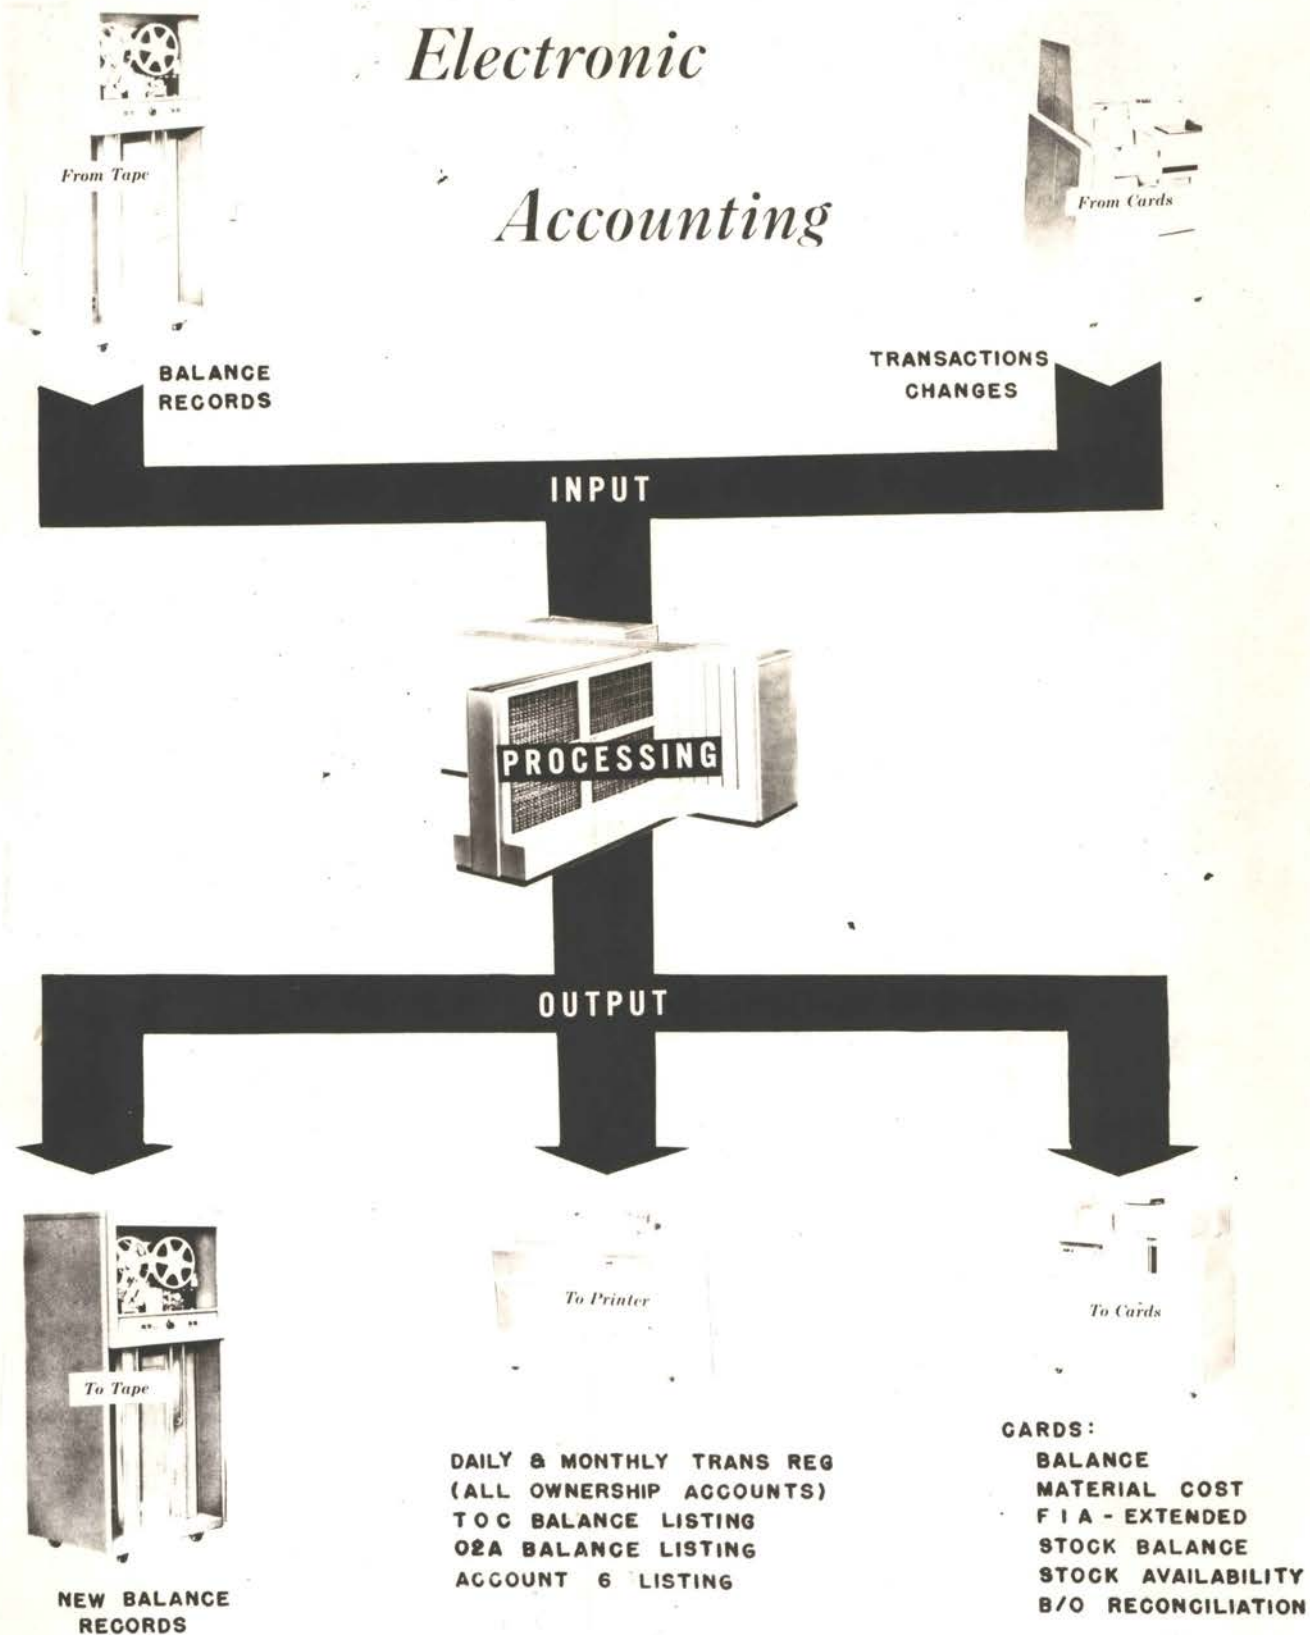 Electronic
Accounting
From Tape
From Cards
BALANCE
RECORDS
TRANSACTIONS
CHANGES
INPUT
PROCESSING
OUTPUT
To Tape
To Printer
To Cards
NEW BALANCE
RECORDS
DAILY & MONTHLY TRANS REG
(ALL OWNERSHIP ACCOUNTS)
TOC BALANCE LISTING
02A BALANCE LISTING
ACCOUNT 6 LISTING
CARDS:
BALANCE
MATERIAL COST
FIA - EXTENDED
STOCK BALANCE
STOCK AVAILABILITY
B/O RECONCILIATION